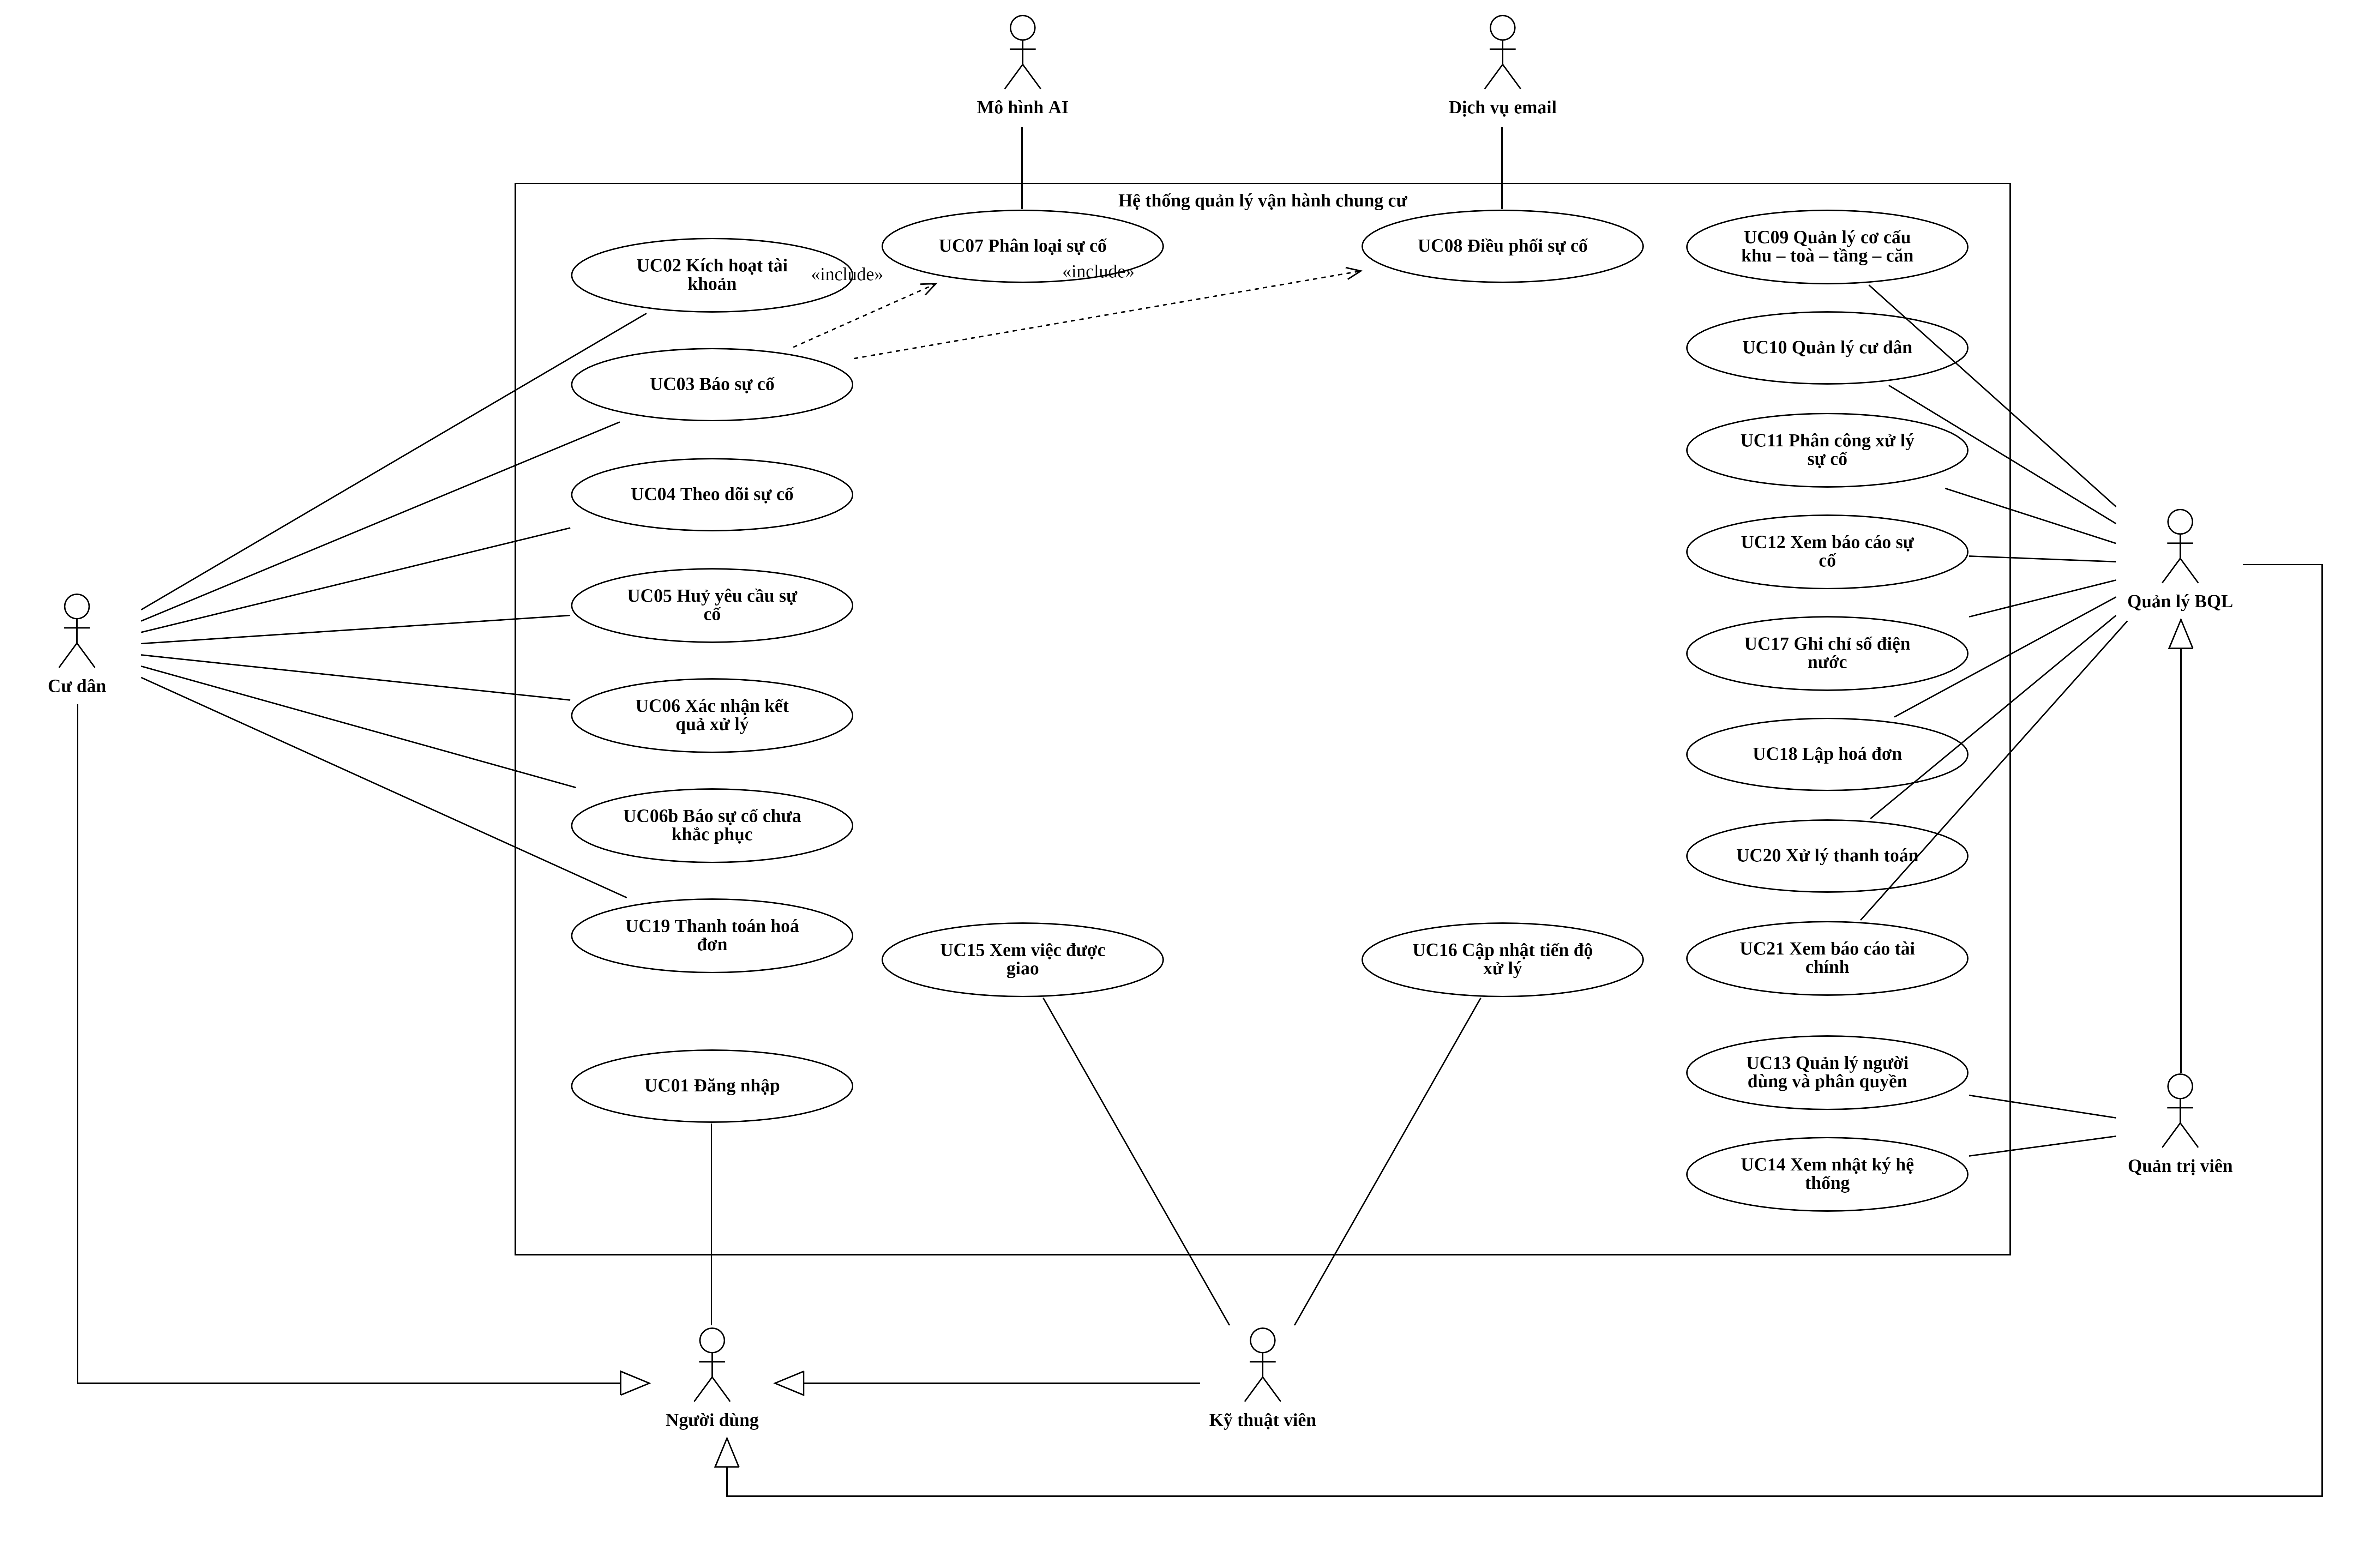 Mô hình AI
Dịch vụ email
Hệ thống quản lý vận hành chung cư
UC02 Kích hoạt tài
khoản
«include»
UC07 Phân loại sự cố
«include»
UC08 Điều phối sự cố
UC09 Quản lý cơ cấu
khu – toà – tầng – căn
UC03 Báo sự cố
UC10 Quản lý cư dân
UC04 Theo dõi sự cố
UC11 Phân công xử lý
sự cố
UC05 Huỷ yêu cầu sự
cố
UC12 Xem báo cáo sự
cố
Quản lý BQL
Cư dân
UC06 Xác nhận kết
quả xử lý
UC17 Ghi chỉ số điện
nước
UC06b Báo sự cố chưa
khắc phục
UC18 Lập hoá đơn
UC20 Xử lý thanh toán
UC19 Thanh toán hoá
đơn
UC15 Xem việc được
giao
UC16 Cập nhật tiến độ
xử lý
UC21 Xem báo cáo tài
chính
UC01 Đăng nhập
UC13 Quản lý người
dùng và phân quyền
UC14 Xem nhật ký hệ
thống
Quản trị viên
Người dùng
Kỹ thuật viên